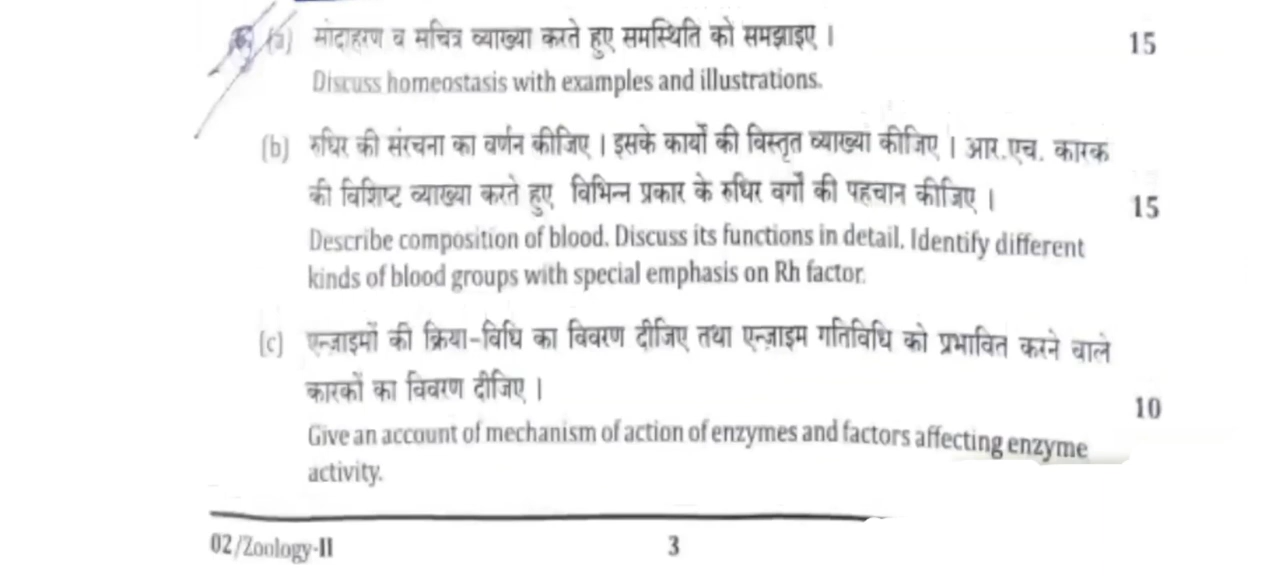 (a) सोदाहरण व सचित्र व्याख्या करते हुए समस्थिति को समझाइए । 15
Discuss homeostasis with examples and illustrations.
(b) रुधिर की संरचना का वर्णन कीजिए । इसके कार्यों की विस्तृत व्याख्या कीजिए । आर.एच. कारक
की विशिष्ट व्याख्या करते हुए विभिन्न प्रकार के रुधिर वर्गों की पहचान कीजिए । 15
Describe composition of blood. Discuss its functions in detail. Identify different
kinds of blood groups with special emphasis on Rh factor.
(c) एन्ज़ाइमों की क्रिया-विधि का विवरण दीजिए तथा एन्ज़ाइम गतिविधि को प्रभावित करने वाले
कारकों का विवरण दीजिए । 10
Give an account of mechanism of action of enzymes and factors affecting enzyme
activity.
02/Zoology-II 3